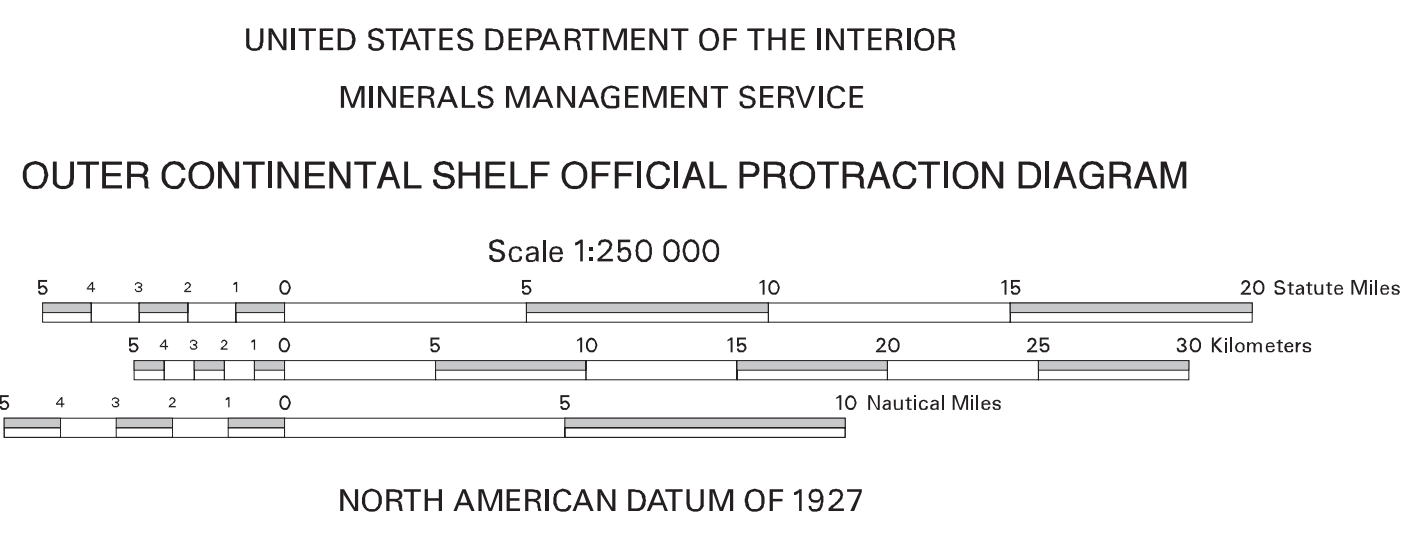 UNITED STATES DEPARTMENT OF THE INTERIOR
MINERALS MANAGEMENT SERVICE
OUTER CONTINENTAL SHELF OFFICIAL PROTRACTION DIAGRAM
Scale 1:250 000
5 4 3 2 1 0 5 10 15 20 Statute Miles
5 4 3 2 1 0 5 10 15 20 25 30 Kilometers
5 4 3 2 1 0 5 10 Nautical Miles
NORTH AMERICAN DATUM OF 1927